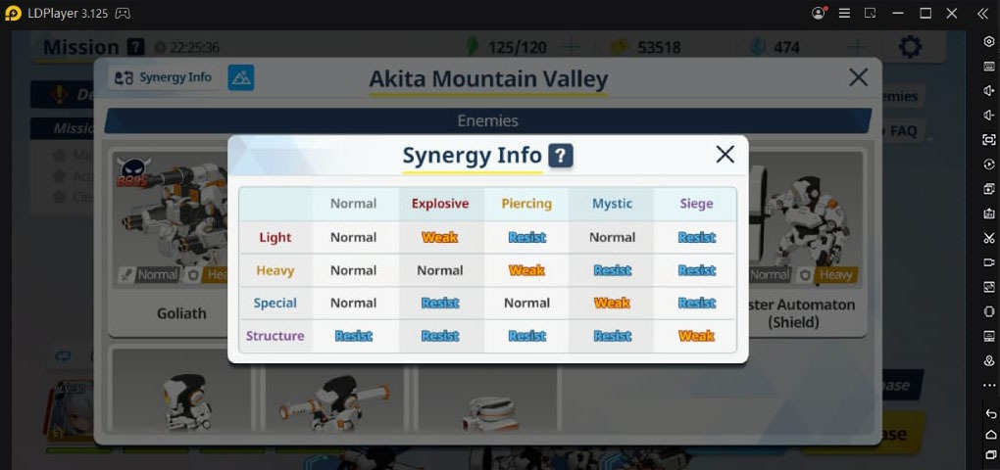 LDPlayer 3.125
Mission ? 22:25:36 125/120 53518 474
Synergy Info Akita Mountain Valley
Enemies
FAQ
BOSS
Synergy Info ?
Normal Explosive Piercing Mystic Siege
Light Normal Weak Resist Normal Resist
Heavy Normal Normal Weak Resist Resist
Special Normal Resist Normal Weak Resist
Structure Resist Resist Resist Resist Weak
Normal Normal Heavy
Goliath
Automaton
(Shield)